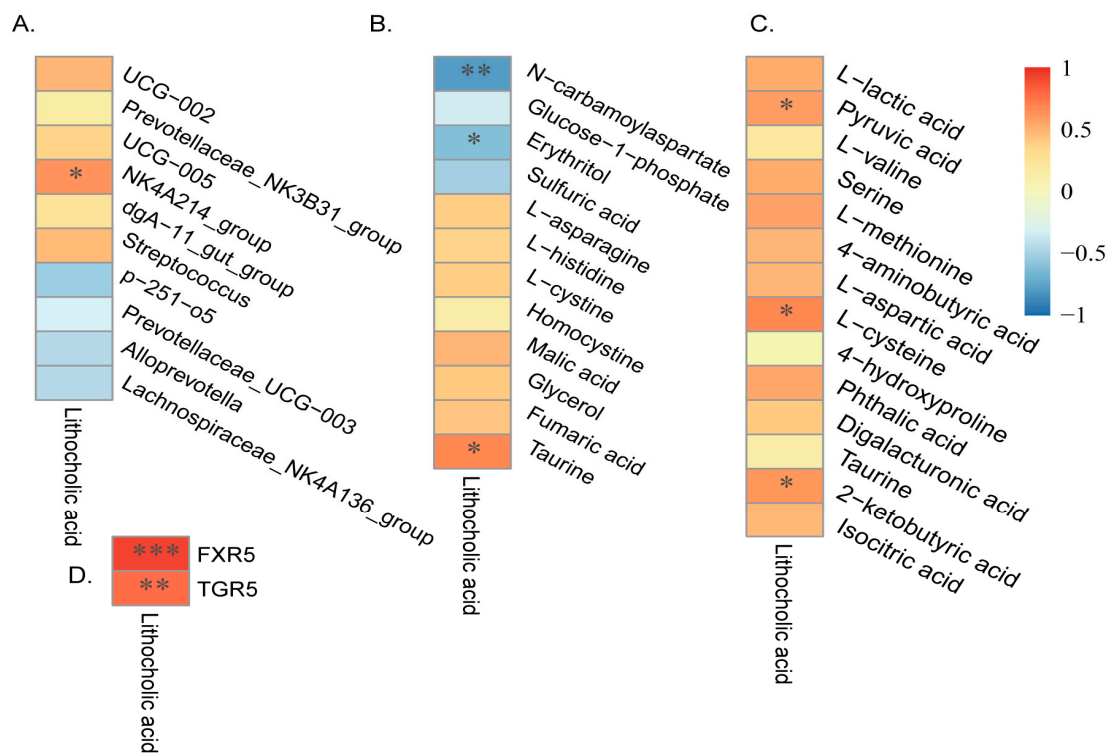 A.
UCG−002
Prevotellaceae_NK3B31_group
UCG−005
NK4A214_group
*
dgA−11_gut_group
Streptococcus
p−251−o5
Prevotellaceae_UCG−003
Alloprevotella
Lachnospiraceae_NK4A136_group
Lithocholic acid
B.
**
N−carbamoylaspartate
Glucose−1−phosphate
*
Erythritol
Sulfuric acid
L−asparagine
L−histidine
L−cystine
Homocystine
Malic acid
Glycerol
Fumaric acid
*
Taurine
Lithocholic acid
C.
L−lactic acid
*
Pyruvic acid
L−valine
Serine
L−methionine
4−aminobutyric acid
L−aspartic acid
*
L−cysteine
4−hydroxyproline
Phthalic acid
Digalacturonic acid
Taurine
*
2−ketobutyric acid
Isocitric acid
Lithocholic acid
1
0.5
0
−0.5
−1
D.
*** FXR5
** TGR5
Lithocholic acid